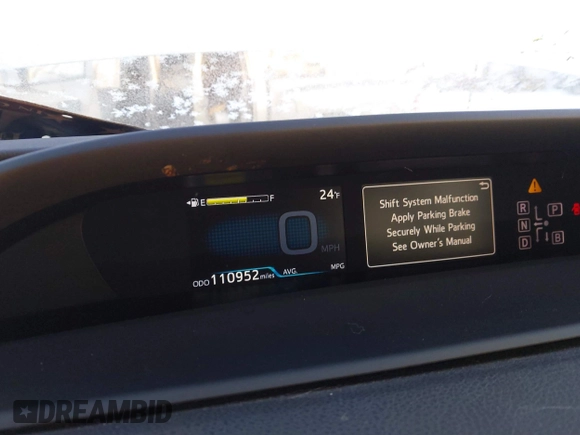 E F
24°F
0
MPH
ODO 110952 miles AVG. MPG
Shift System Malfunction
Apply Parking Brake
Securely While Parking
See Owner's Manual
R P
N
D B
DREAMBID